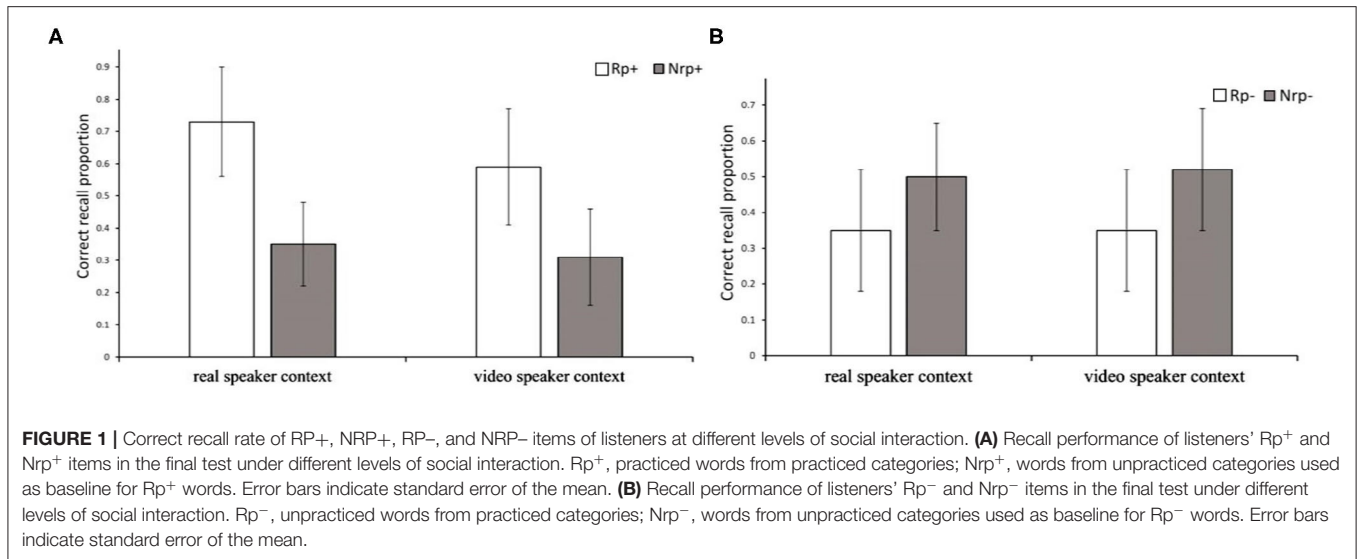 A
Correct recall proportion
0.9
0.8
0.7
0.6
0.5
0.4
0.3
0.2
0.1
0
Rp+ Nrp+
real speaker context video speaker context
B
Correct recall proportion
0.7
0.6
0.5
0.4
0.3
0.2
0.1
0
Rp- Nrp-
real speaker context video speaker context
FIGURE 1 | Correct recall rate of RP+, NRP+, RP–, and NRP– items of listeners at different levels of social interaction. (A) Recall performance of listeners’ Rp⁺ and
Nrp⁺ items in the final test under different levels of social interaction. Rp⁺, practiced words from practiced categories; Nrp⁺, words from unpracticed categories used
as baseline for Rp⁺ words. Error bars indicate standard error of the mean. (B) Recall performance of listeners’ Rp⁻ and Nrp⁻ items in the final test under different
levels of social interaction. Rp⁻, unpracticed words from practiced categories; Nrp⁻, words from unpracticed categories used as baseline for Rp⁻ words. Error bars
indicate standard error of the mean.